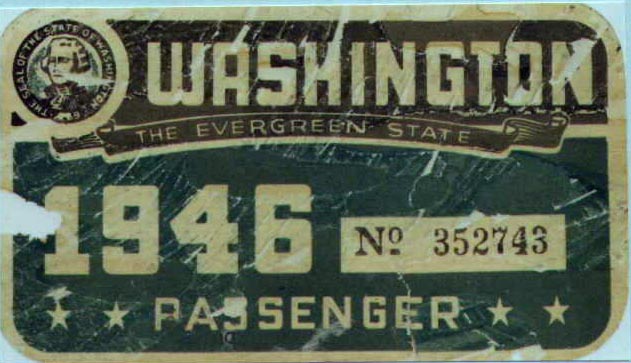 THE SEAL OF THE STATE OF WASHINGTON
WASHINGTON
THE EVERGREEN STATE
1946
Nº 352743
PASSENGER